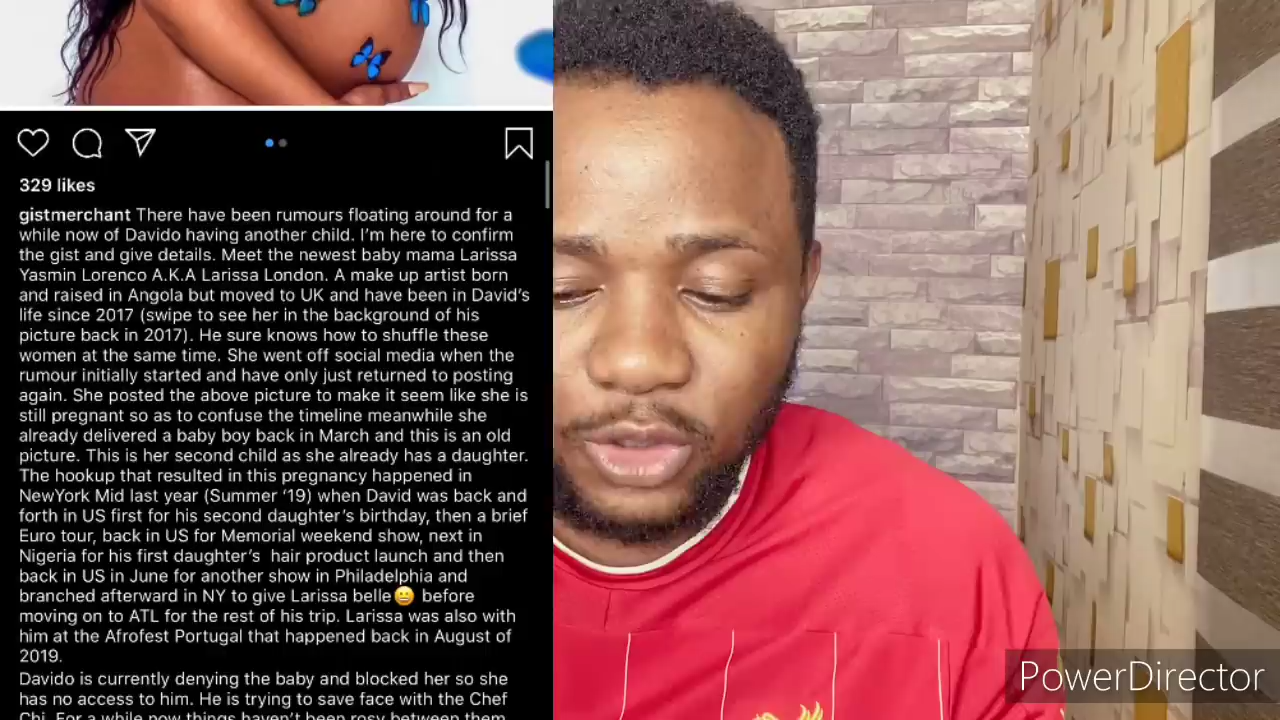 329 likes
gistmerchant There have been rumours floating around for a
while now of Davido having another child. I'm here to confirm
the gist and give details. Meet the newest baby mama Larissa
Yasmin Lorenco A.K.A Larissa London. A make up artist born
and raised in Angola but moved to UK and have been in David's
life since 2017 (swipe to see her in the background of his
picture back in 2017). He sure knows how to shuffle these
women at the same time. She went off social media when the
rumour initially started and have only just returned to posting
again. She posted the above picture to make it seem like she is
still pregnant so as to confuse the timeline meanwhile she
already delivered a baby boy back in March and this is an old
picture. This is her second child as she already has a daughter.
The hookup that resulted in this pregnancy happened in
NewYork Mid last year (Summer '19) when David was back and
forth in US first for his second daughter's birthday, then a brief
Euro tour, back in US for Memorial weekend show, next in
Nigeria for his first daughter's hair product launch and then
back in US in June for another show in Philadelphia and
branched afterward in NY to give Larissa belle😀 before
moving on to ATL for the rest of his trip. Larissa was also with
him at the Afrofest Portugal that happened back in August of
2019.
Davido is currently denying the baby and blocked her so she
has no access to him. He is trying to save face with the Chef
Chi. For a while now things haven't been rosy between them
PowerDirector